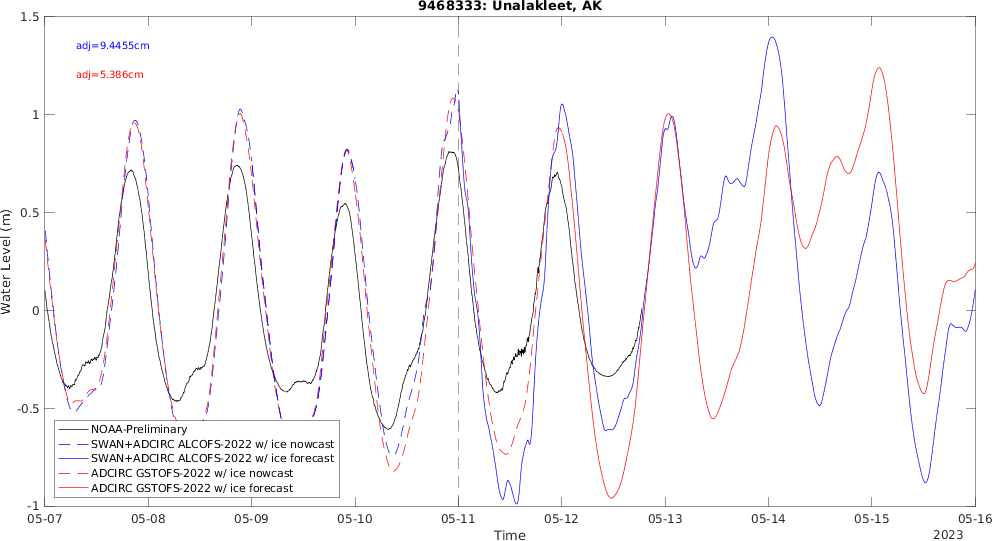 9468333: Unalakleet, AK
1.5
adj=9.4455cm
adj=5.386cm
1
0.5
0
-0.5
-1
Water Level (m)
NOAA-Preliminary
SWAN+ADCIRC ALCOFS-2022 w/ ice nowcast
SWAN+ADCIRC ALCOFS-2022 w/ ice forecast
ADCIRC GSTOFS-2022 w/ ice nowcast
ADCIRC GSTOFS-2022 w/ ice forecast
05-07 05-08 05-09 05-10 05-11 05-12 05-13 05-14 05-15 05-16
Time
2023